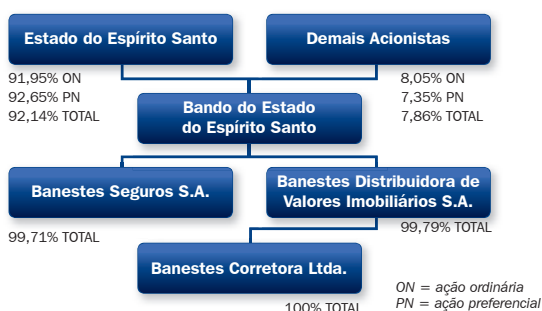 Estado do Espírito Santo
Demais Acionistas
91,95% ON
92,65% PN
92,14% TOTAL
8,05% ON
7,35% PN
7,86% TOTAL
Bando do Estado
do Espírito Santo
Banestes Seguros S.A.
Banestes Distribuidora de
Valores Imobiliários S.A.
99,71% TOTAL
99,79% TOTAL
Banestes Corretora Ltda.
100% TOTAL
ON = ação ordinária
PN = ação preferencial